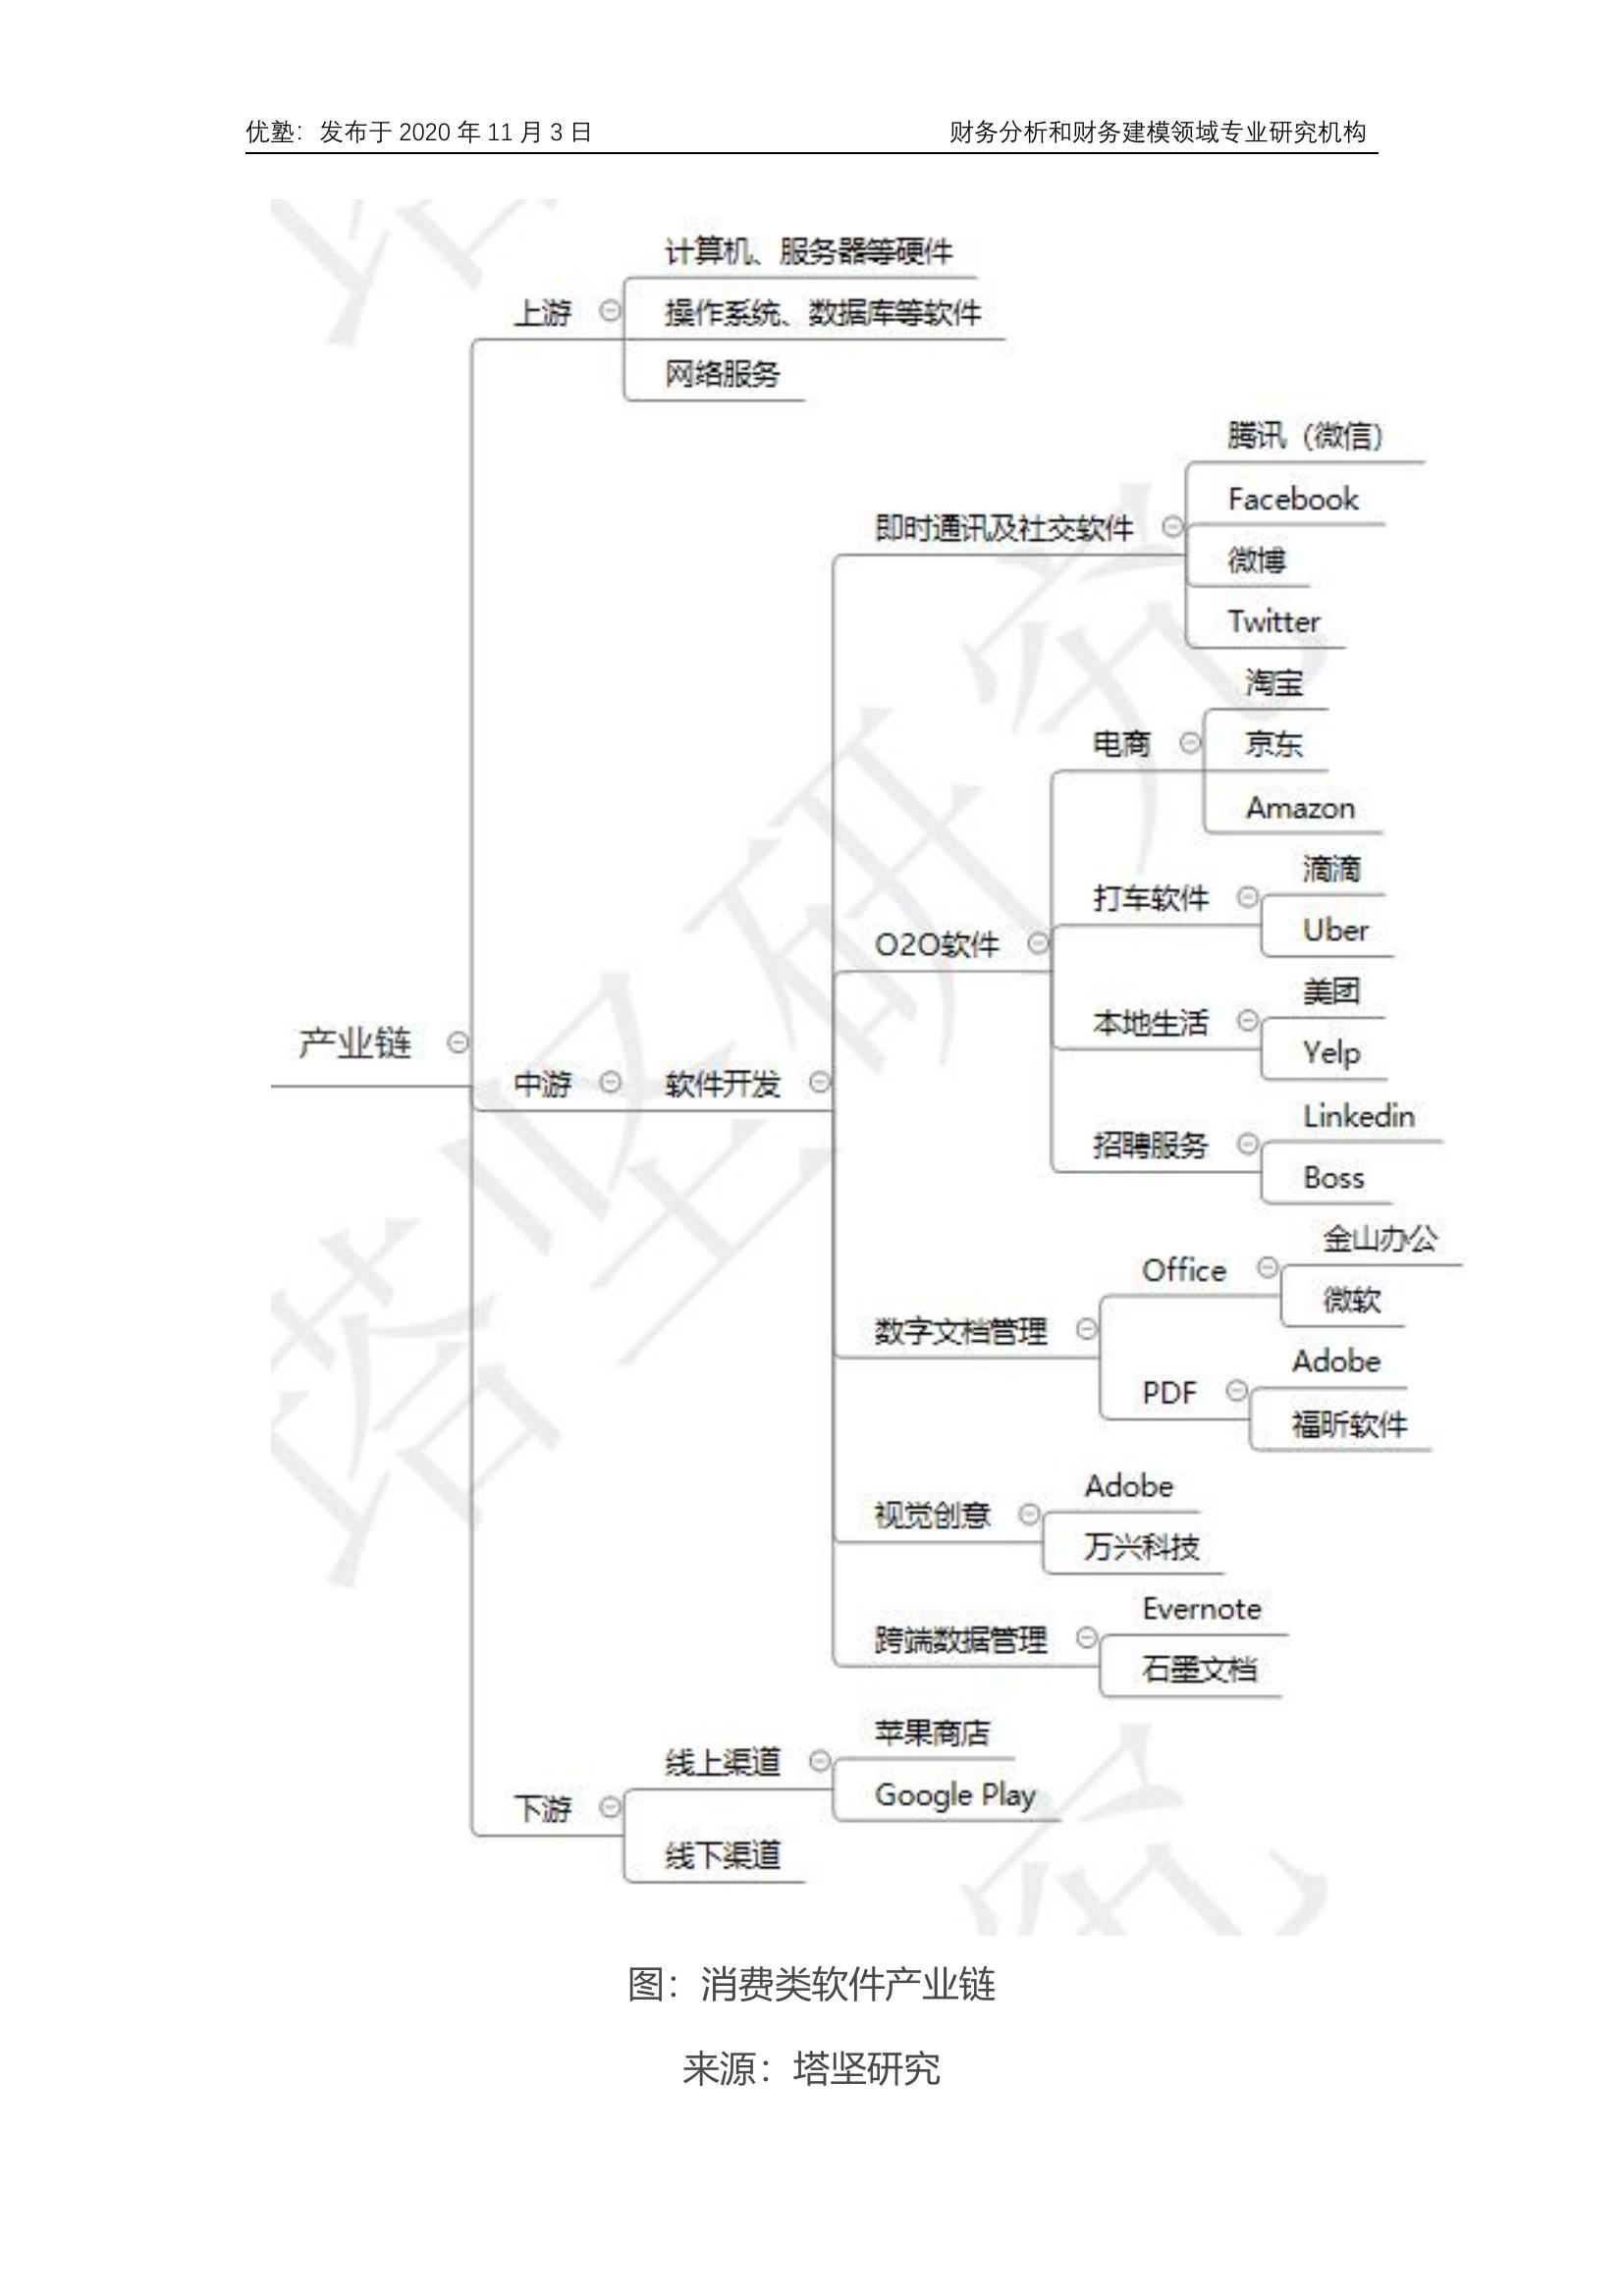 优塾：发布于 2020 年 11 月 3 日 财务分析和财务建模领域专业研究机构
计算机、服务器等硬件
上游
操作系统、数据库等软件
网络服务
腾讯（微信）
Facebook
即时通讯及社交软件
微博
Twitter
淘宝
电商
京东
Amazon
滴滴
打车软件
Uber
O2O软件
美团
本地生活
Yelp
产业链
中游
软件开发
Linkedin
招聘服务
Boss
金山办公
Office
微软
数字文档管理
Adobe
PDF
福昕软件
Adobe
视觉创意
万兴科技
Evernote
跨端数据管理
石墨文档
苹果商店
线上渠道
Google Play
下游
线下渠道
塔坚研究
图：消费类软件产业链
来源：塔坚研究